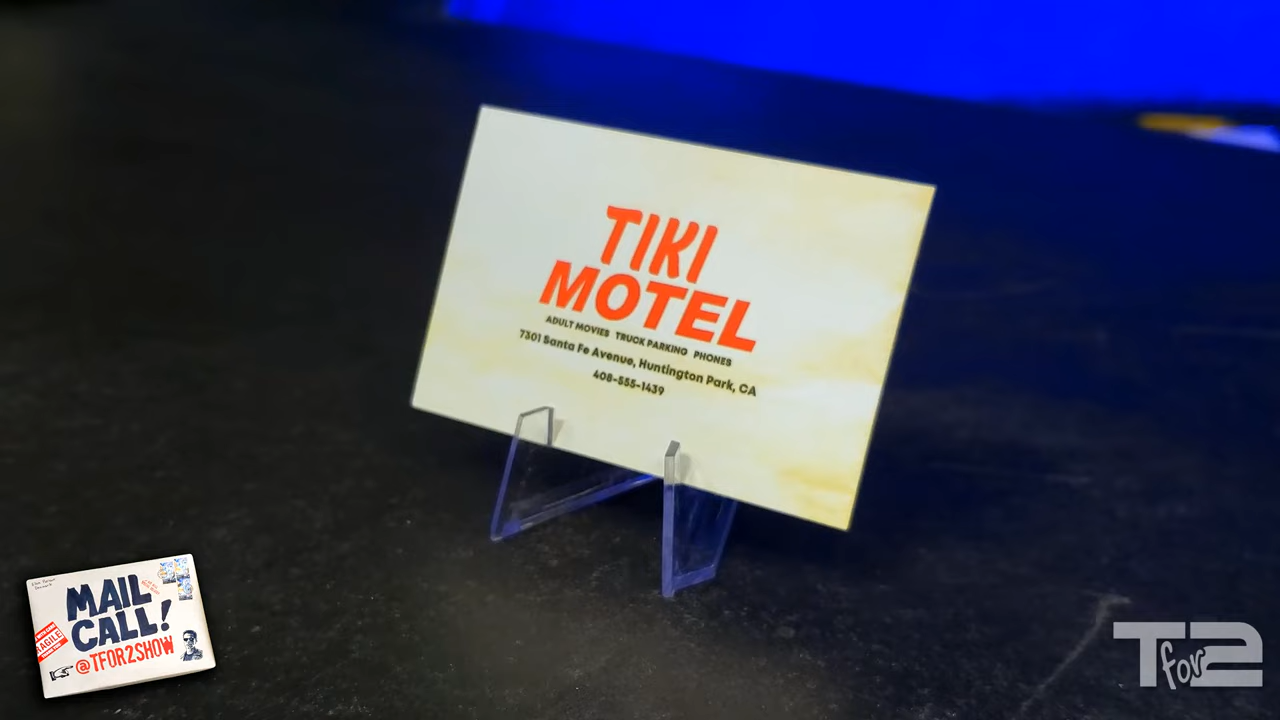 TIKI
MOTEL
ADULT MOVIES TRUCK PARKING PHONES
7301 Santa Fe Avenue, Huntington Park, CA
408-555-1439
MAIL
CALL!
@TFOR2SHOW
T for 2